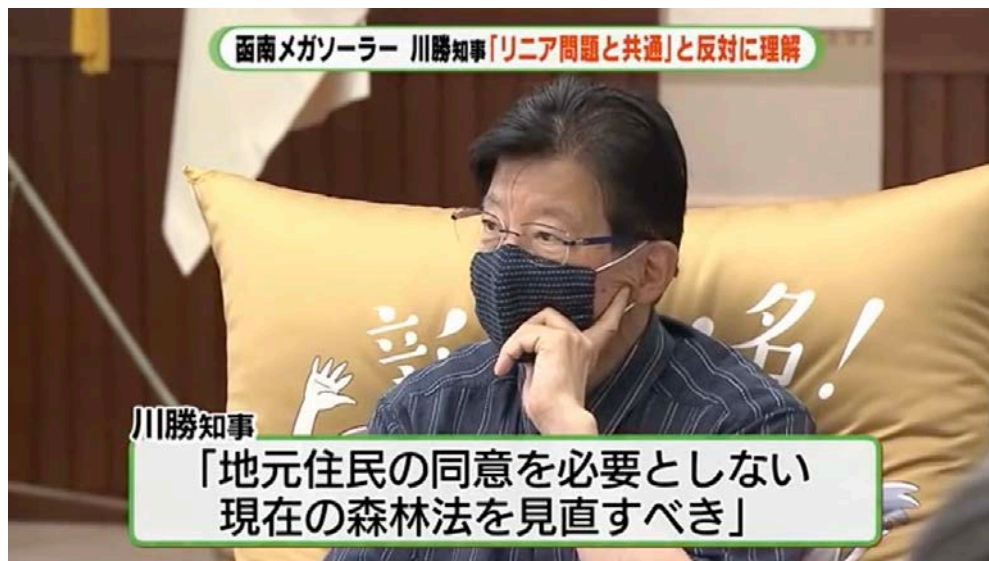 函南メガソーラー 川勝知事「リニア問題と共通」と反対に理解
名!
川勝知事
「地元住民の同意を必要としない
現在の森林法を見直すべき」